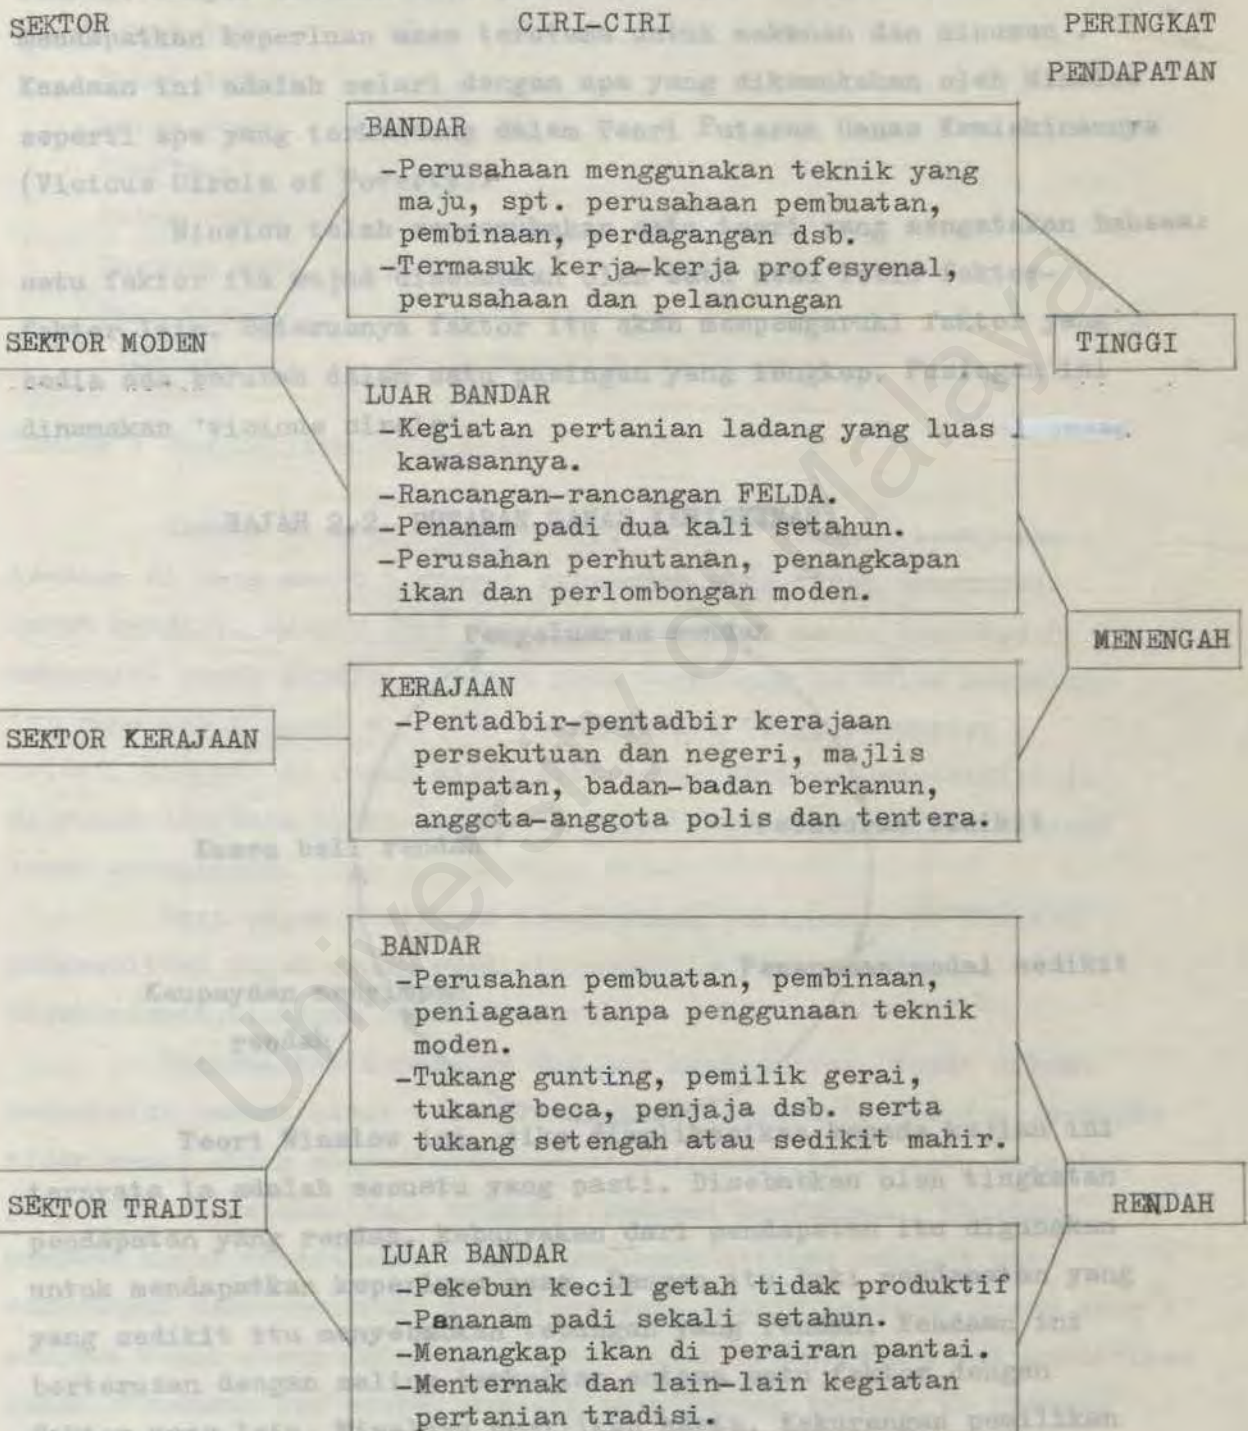 SEKTOR CIRI-CIRI PERINGKAT
PENDAPATAN
BANDAR
-Perusahaan menggunakan teknik yang
maju, spt. perusahaan pembuatan,
pembinaan, perdagangan dsb.
-Termasuk kerja-kerja profesyenal,
perusahaan dan pelancungan
SEKTOR MODEN
TINGGI
LUAR BANDAR
-Kegiatan pertanian ladang yang luas
kawasannya.
-Rancangan-rancangan FELDA.
-Penanam padi dua kali setahun.
-Perusahan perhutanan, penangkapan
ikan dan perlombongan moden.
MENENGAH
KERAJAAN
-Pentadbir-pentadbir kerajaan
persekutuan dan negeri, majlis
tempatan, badan-badan berkanun,
anggota-anggota polis dan tentera.
SEKTOR KERAJAAN
BANDAR
-Perusahan pembuatan, pembinaan,
peniagaan tanpa penggunaan teknik
moden.
-Tukang gunting, pemilik gerai,
tukang beca, penjaja dsb. serta
tukang setengah atau sedikit mahir.
SEKTOR TRADISI
RENDAH
LUAR BANDAR
-Pekebun kecil getah tidak produktif
-Pananam padi sekali setahun.
-Menangkap ikan di perairan pantai.
-Menternak dan lain-lain kegiatan
pertanian tradisi.
University of Malaya